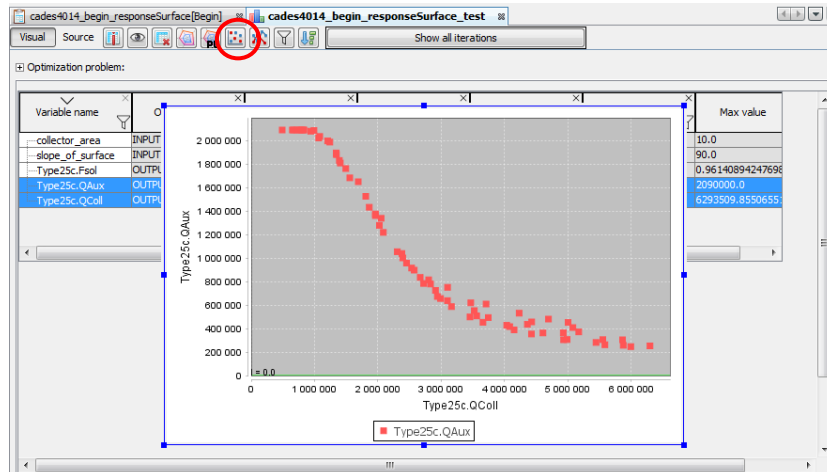 cades4014_begin_responseSurface[Begin]
cades4014_begin_responseSurface_test
Visual Source Show all iterations
Optimization problem:
Variable name Max value
collector_area INPUT 10.0
slope_of_surface INPUT 90.0
Type25c.Fsol OUTPU 0.96140894247698
Type25c.QAux OUTPU 2090000.0
Type25c.QColl OUTPU 6293509.8550655
Type25c.QAux
2 000 000
1 800 000
1 600 000
1 400 000
1 200 000
1 000 000
800 000
600 000
400 000
200 000
0
I = 0.0
0 1 000 000 2 000 000 3 000 000 4 000 000 5 000 000 6 000 000
Type25c.QColl
Type25c.QAux